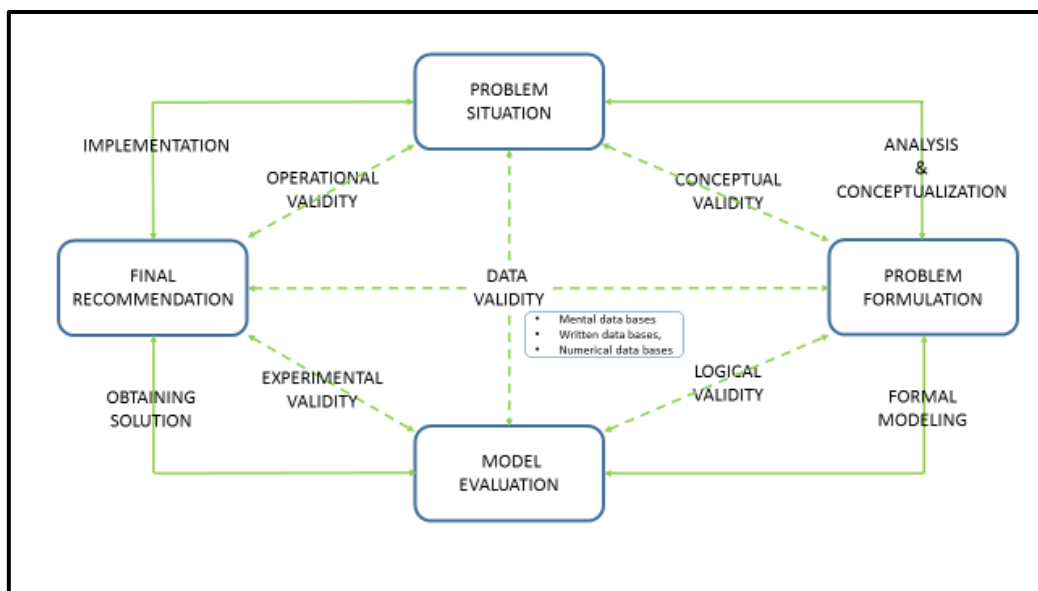 PROBLEM
SITUATION
IMPLEMENTATION
ANALYSIS
&
CONCEPTUALIZATION
OPERATIONAL
VALIDITY
CONCEPTUAL
VALIDITY
FINAL
RECOMMENDATION
DATA
VALIDITY
PROBLEM
FORMULATION
• Mental data bases
• Written data bases,
• Numerical data bases
OBTAINING
SOLUTION
EXPERIMENTAL
VALIDITY
LOGICAL
VALIDITY
FORMAL
MODELING
MODEL
EVALUATION